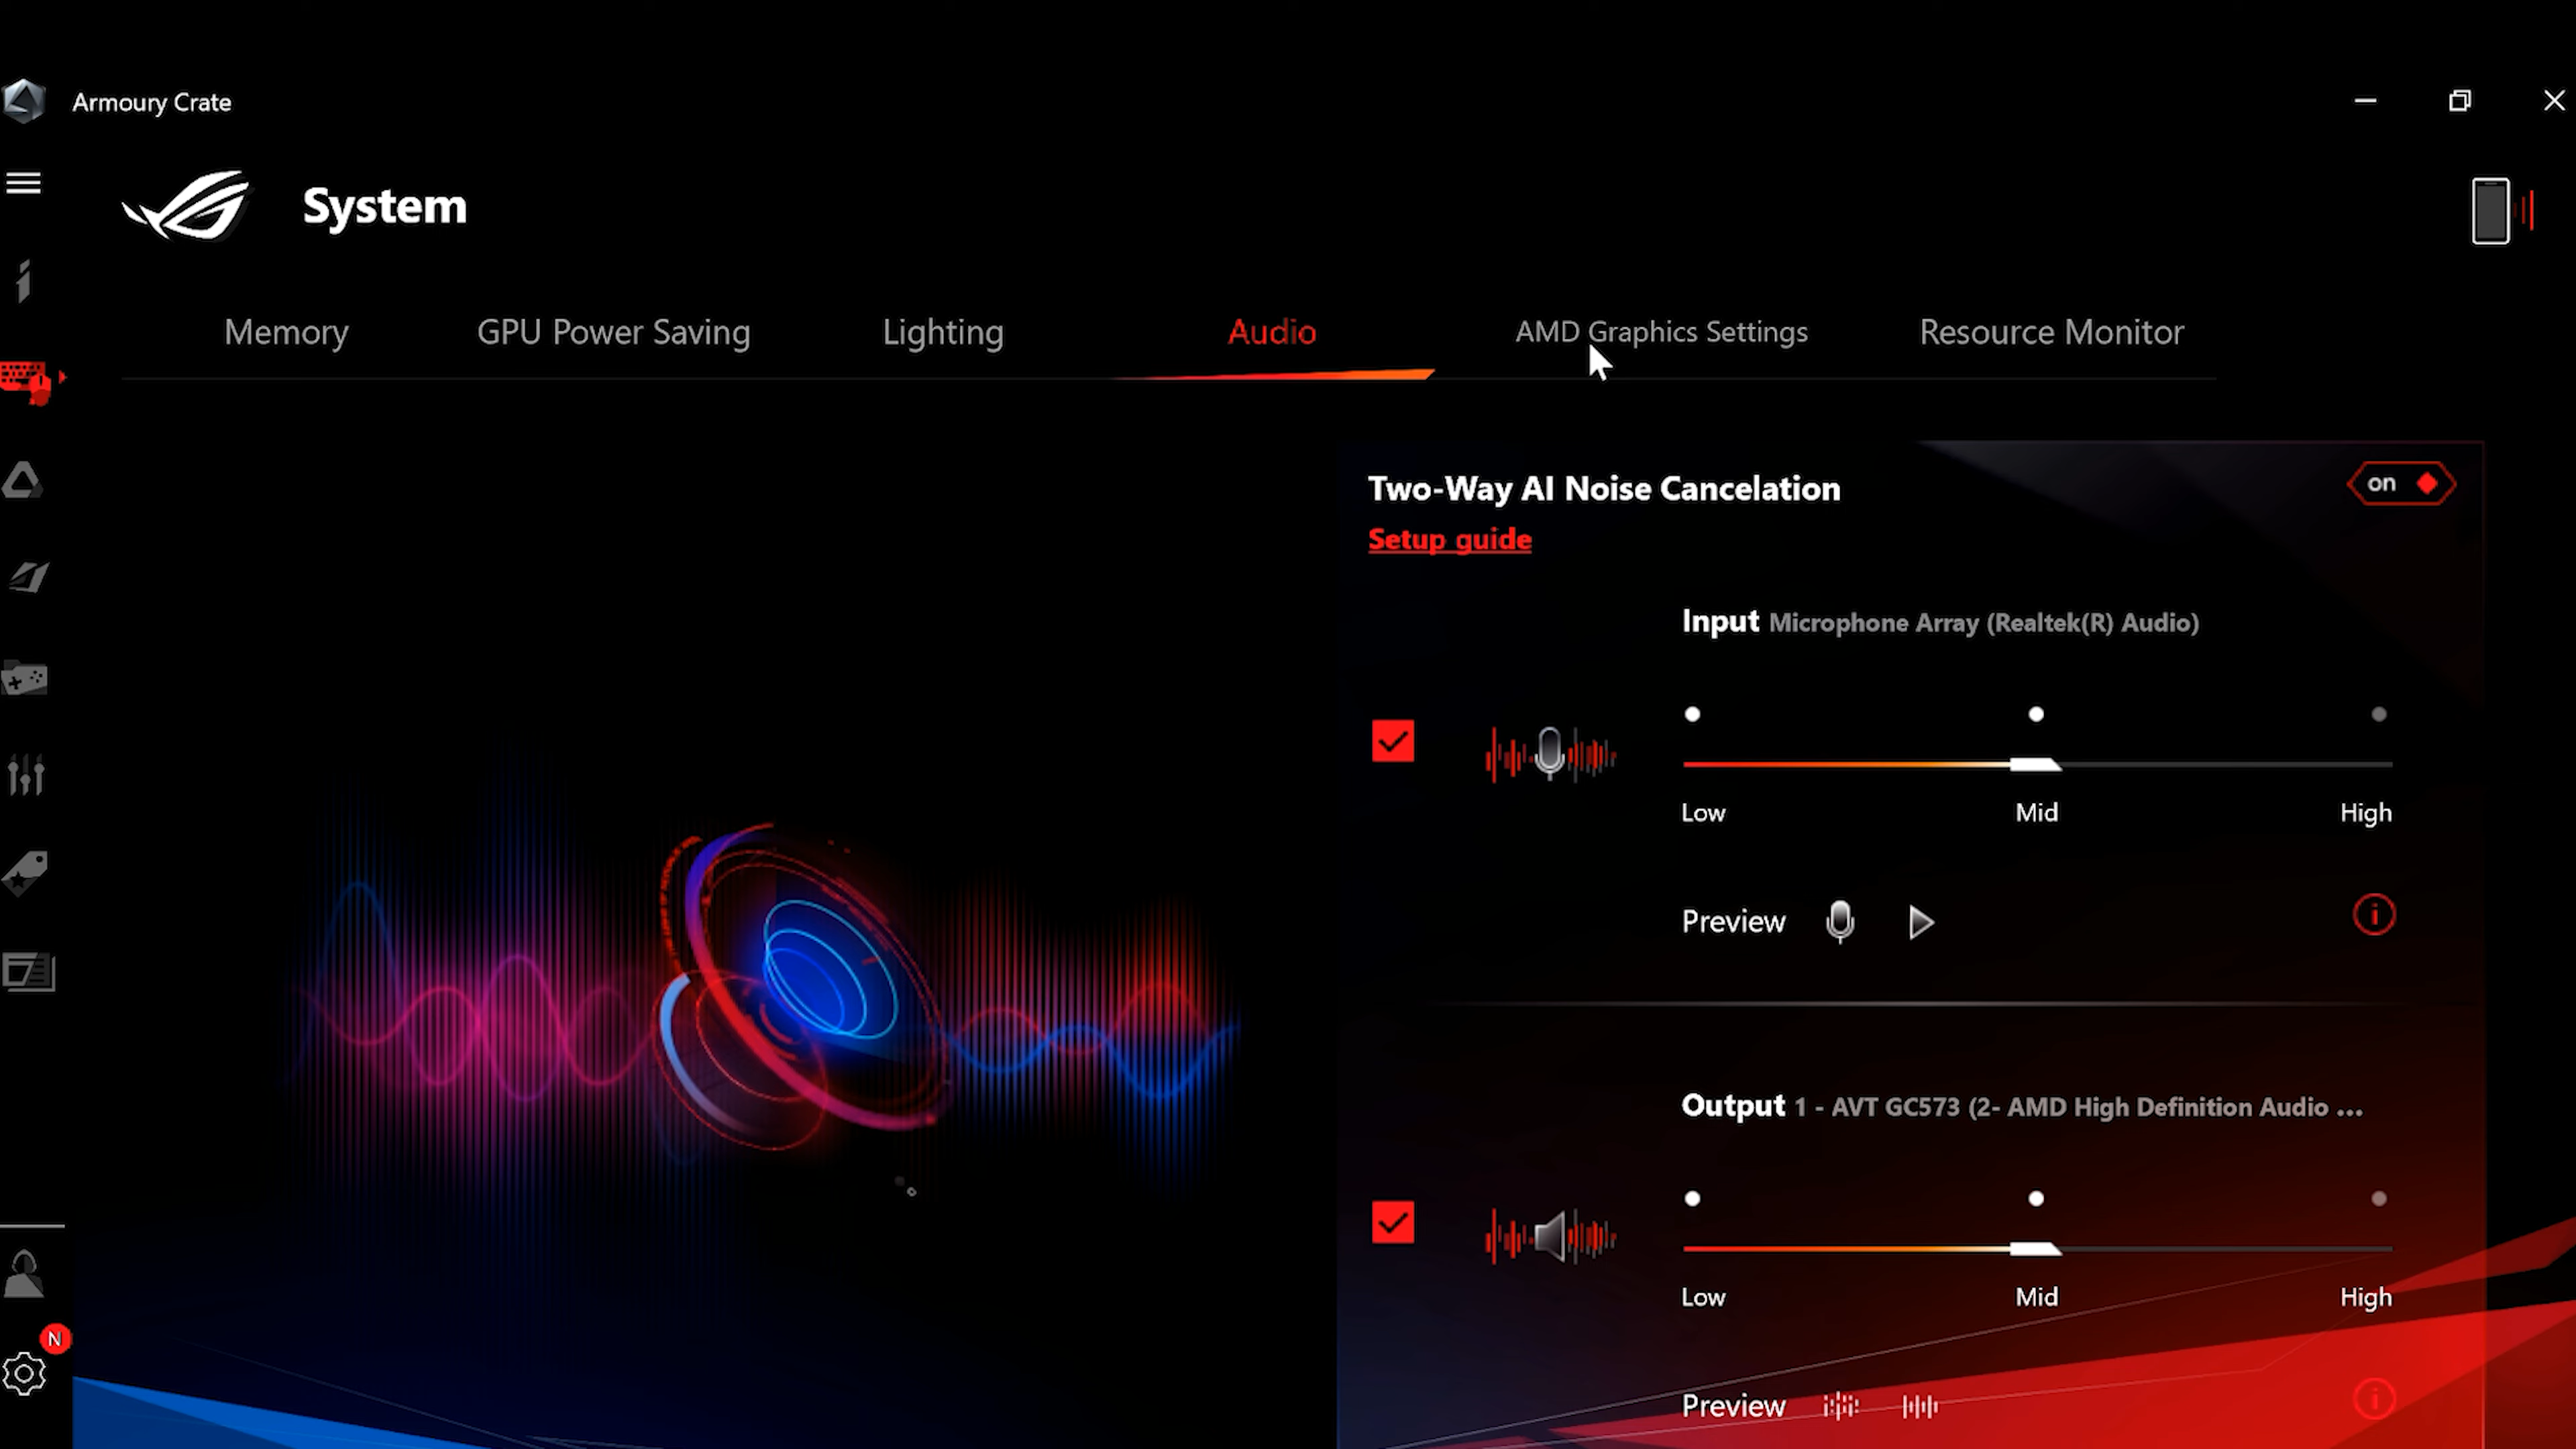 Armoury Crate
System
Memory
GPU Power Saving
Lighting
Audio
AMD Graphics Settings
Resource Monitor
Two-Way AI Noise Cancelation
on
Setup guide
Input Microphone Array (Realtek(R) Audio)
Low
Mid
High
Preview
Output 1 - AVT GC573 (2- AMD High Definition Audio ...
Low
Mid
High
Preview
N